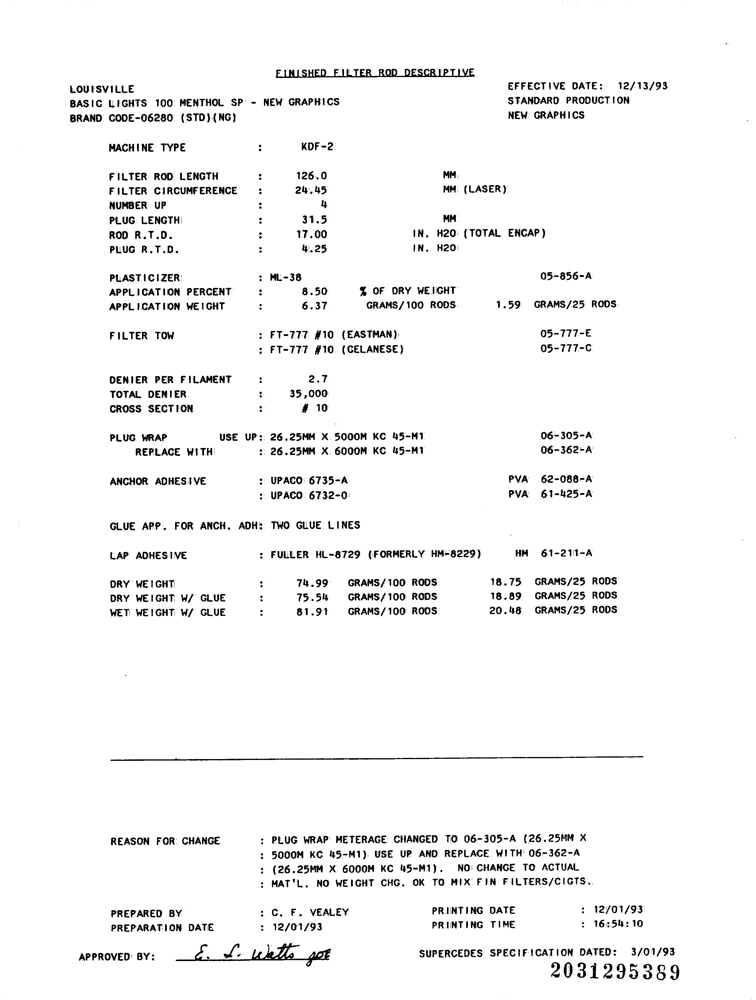 FINISHED FILTER ROD DESCRIPTIVE
LOUISVILLE EFFECTIVE DATE: 12/13/93
BASIC LIGHTS 100 MENTHOL SP - NEW GRAPHICS STANDARD PRODUCTION
BRAND CODE-06280 (STD)(NG) NEW GRAPHICS
MACHINE TYPE : KDF-2
FILTER ROD LENGTH : 126.0 MM
FILTER CIRCUMFERENCE : 24.45 MM (LASER)
NUMBER UP : 4
PLUG LENGTH : 31.5 MM
ROD R.T.D. : 17.00 IN. H20 (TOTAL ENCAP)
PLUG R.T.D. : 4.25 IN. H20
PLASTICIZER : ML-38 05-856-A
APPLICATION PERCENT : 8.50 % OF DRY WEIGHT
APPLICATION WEIGHT : 6.37 GRAMS/100 RODS 1.59 GRAMS/25 RODS
FILTER TOW : FT-777 #10 (EASTMAN) 05-777-E
: FT-777 #10 (CELANESE) 05-777-C
DENIER PER FILAMENT : 2.7
TOTAL DENIER : 35,000
CROSS SECTION : # 10
PLUG WRAP USE UP: 26.25MM X 5000M KC 45-M1 06-305-A
REPLACE WITH : 26.25MM X 6000M KC 45-M1 06-362-A
ANCHOR ADHESIVE : UPACO 6735-A PVA 62-088-A
: UPACO 6732-0 PVA 61-425-A
GLUE APP. FOR ANCH. ADH: TWO GLUE LINES
LAP ADHESIVE : FULLER HL-8729 (FORMERLY HM-8229) HM 61-211-A
DRY WEIGHT : 74.99 GRAMS/100 RODS 18.75 GRAMS/25 RODS
DRY WEIGHT W/ GLUE : 75.54 GRAMS/100 RODS 18.89 GRAMS/25 RODS
WET WEIGHT W/ GLUE : 81.91 GRAMS/100 RODS 20.48 GRAMS/25 RODS
REASON FOR CHANGE : PLUG WRAP METERAGE CHANGED TO 06-305-A (26.25MM X
: 5000M KC 45-M1) USE UP AND REPLACE WITH 06-362-A
: (26.25MM X 6000M KC 45-M1). NO CHANGE TO ACTUAL
: MAT'L. NO WEIGHT CHG. OK TO MIX FIN FILTERS/CIGTS.
PREPARED BY : C. F. VEALEY PRINTING DATE : 12/01/93
PREPARATION DATE : 12/01/93 PRINTING TIME : 16:54:10
APPROVED BY: E. L. Watts SUPERCEDES SPECIFICATION DATED: 3/01/93
2031295389